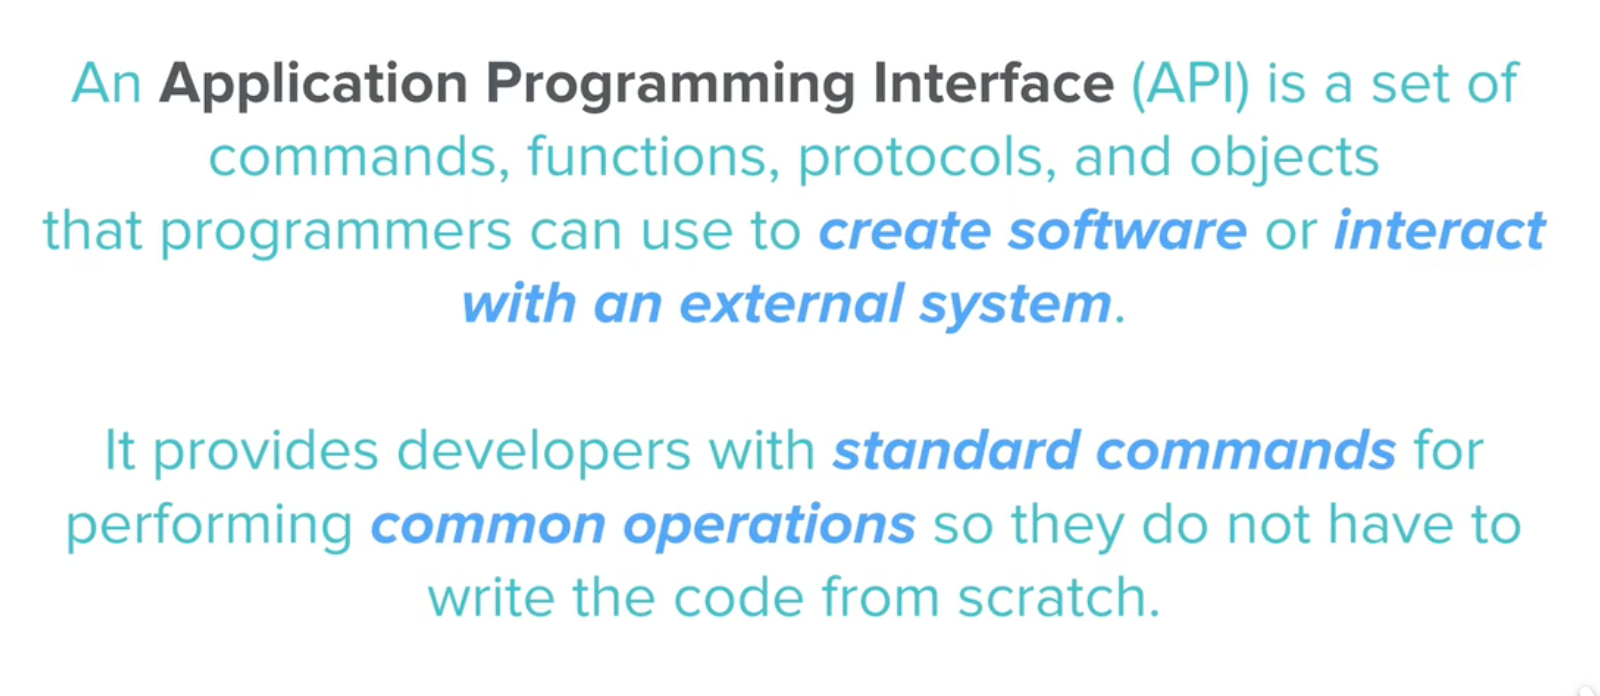 An Application Programming Interface (API) is a set of
commands, functions, protocols, and objects
that programmers can use to create software or interact
with an external system.
It provides developers with standard commands for
performing common operations so they do not have to
write the code from scratch.